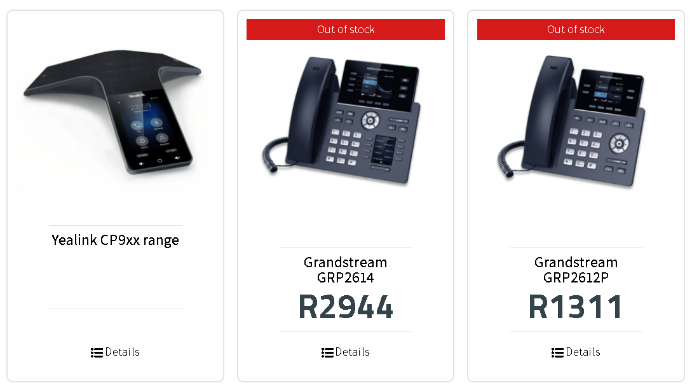 Yealink CP9xx range
Details
Out of stock
Grandstream
GRP2614
R2944
Details
Out of stock
Grandstream
GRP2612P
R1311
Details